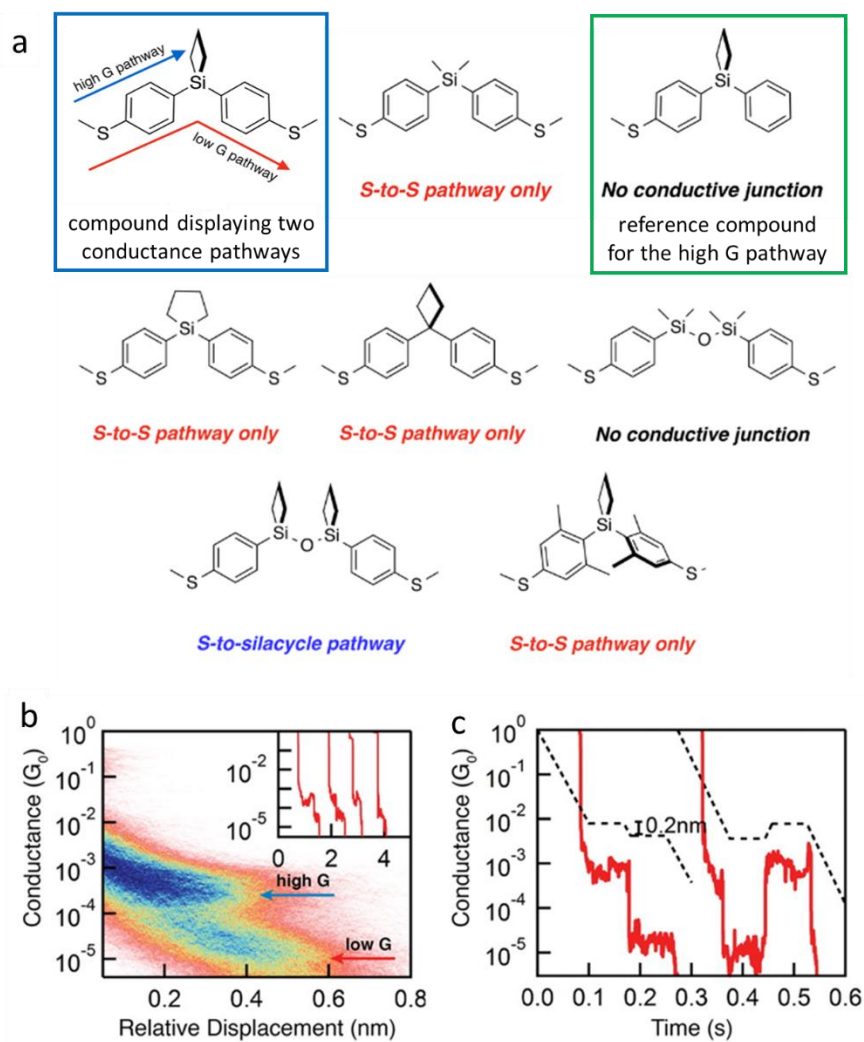 a
high G pathway
Si
low G pathway
S
S
compound displaying two
conductance pathways
Si
S
S
S-to-S pathway only
Si
S
No conductive junction
reference compound
for the high G pathway
Si
S
S
S-to-S pathway only
S
S
S-to-S pathway only
Si
O
Si
S
S
No conductive junction
Si
O
Si
S
S
S-to-silacycle pathway
Si
S
S
S-to-S pathway only
b
Conductance (G0)
10^0
10^-1
10^-2
10^-3
10^-4
10^-5
10^-2
10^-5
0 2 4
high G
low G
0.2 0.4 0.6 0.8
Relative Displacement (nm)
c
Conductance (G0)
10^0
10^-1
10^-2
10^-3
10^-4
10^-5
0.2nm
0.0 0.1 0.2 0.3 0.4 0.5 0.6
Time (s)